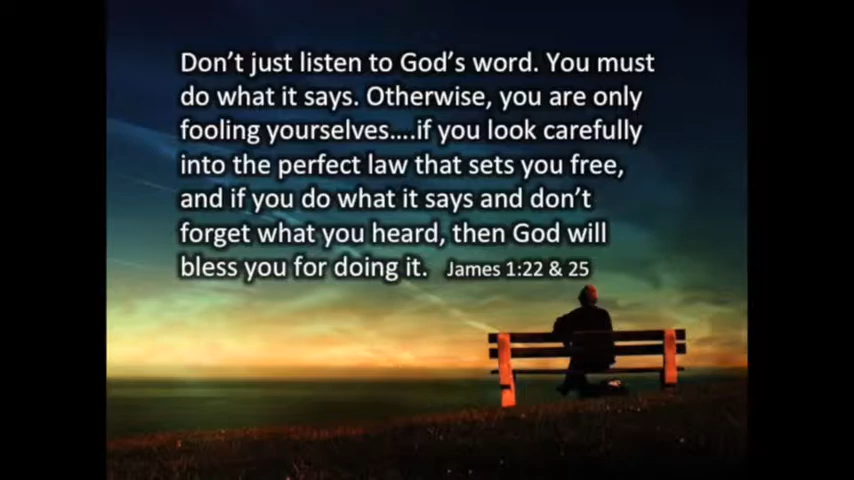 Don’t just listen to God’s word. You must
do what it says. Otherwise, you are only
fooling yourselves....if you look carefully
into the perfect law that sets you free,
and if you do what it says and don’t
forget what you heard, then God will
bless you for doing it. James 1:22 & 25